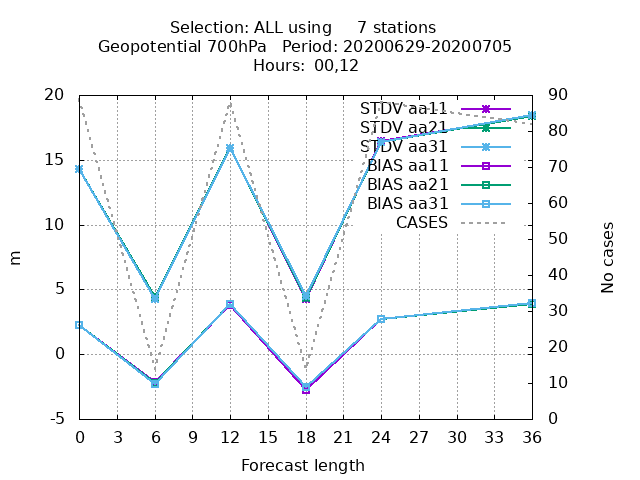 Selection: ALL using     7 stations
Geopotential 700hPa   Period: 20200629-20200705
Hours:  00,12
20
15
10
5
0
-5
m
STDV aa11
STDV aa21
STDV aa31
BIAS aa11
BIAS aa21
BIAS aa31
CASES
90
80
70
60
50
40
30
20
10
0
No cases
0 3 6 9 12 15 18 21 24 27 30 33 36
Forecast length